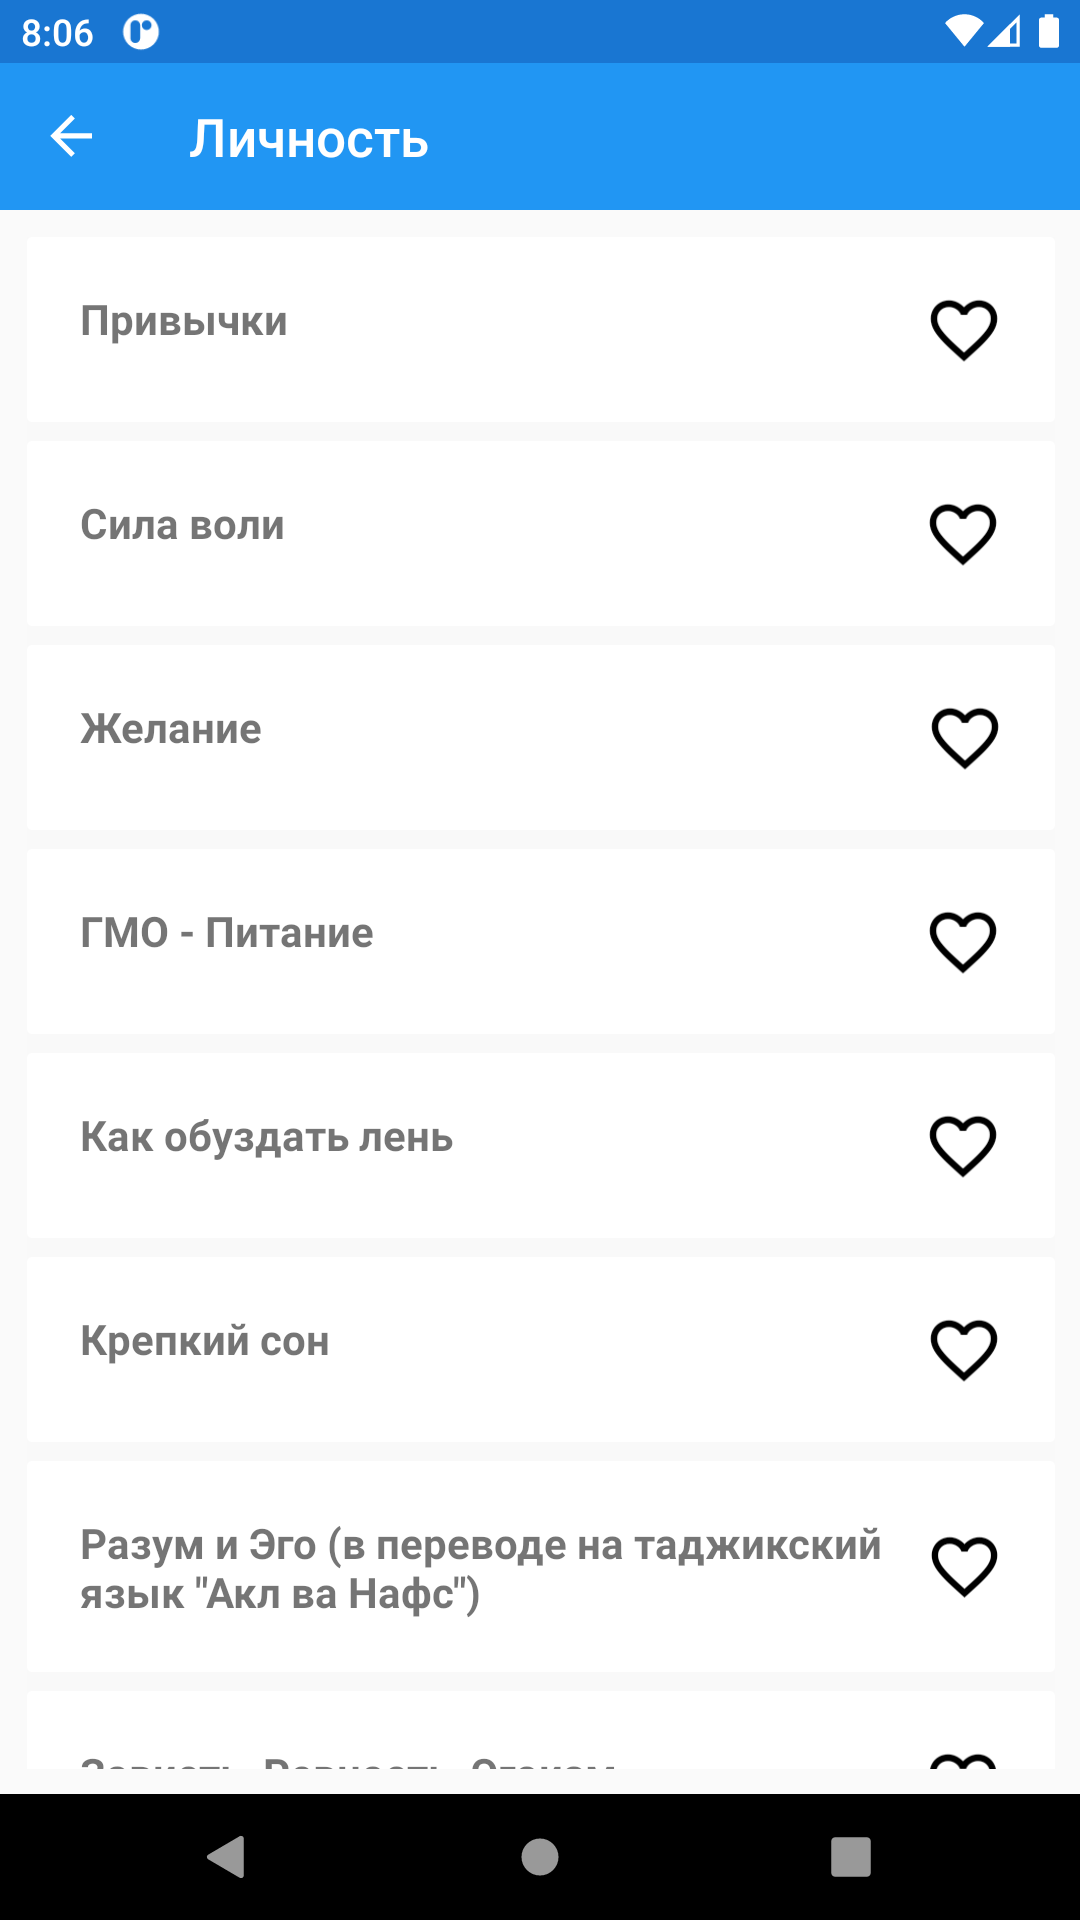 8:06
Личность
Привычки
Сила воли
Желание
ГМО - Питание
Как обуздать лень
Крепкий сон
Разум и Эго (в переводе на таджикский
язык "Акл ва Нафс")